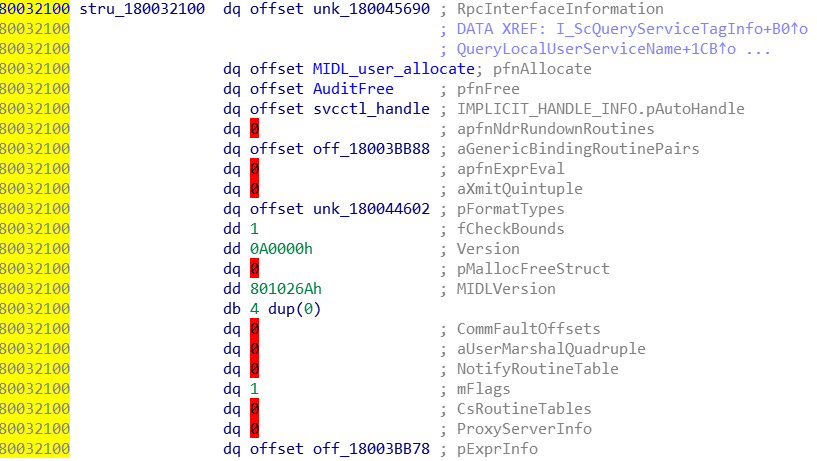 80032100 stru_180032100 dq offset unk_180045690 ; RpcInterfaceInformation
80032100 ; DATA XREF: I_ScQueryServiceTagInfo+B0↑o
80032100 ; QueryLocalUserServiceName+1CB↑o ...
80032100 dq offset MIDL_user_allocate; pfnAllocate
80032100 dq offset AuditFree ; pfnFree
80032100 dq offset svcctl_handle ; IMPLICIT_HANDLE_INFO.pAutoHandle
80032100 dq 0 ; apfnNdrRundownRoutines
80032100 dq offset off_18003BB88 ; aGenericBindingRoutinePairs
80032100 dq 0 ; apfnExprEval
80032100 dq 0 ; aXmitQuintuple
80032100 dq offset unk_180044602 ; pFormatTypes
80032100 dd 1 ; fCheckBounds
80032100 dd 0A0000h ; Version
80032100 dq 0 ; pMallocFreeStruct
80032100 dd 801026Ah ; MIDLVersion
80032100 db 4 dup(0)
80032100 dq 0 ; CommFaultOffsets
80032100 dq 0 ; aUserMarshalQuadruple
80032100 dq 0 ; NotifyRoutineTable
80032100 dq 1 ; mFlags
80032100 dq 0 ; CsRoutineTables
80032100 dq 0 ; ProxyServerInfo
80032100 dq offset off_18003BB78 ; pExprInfo